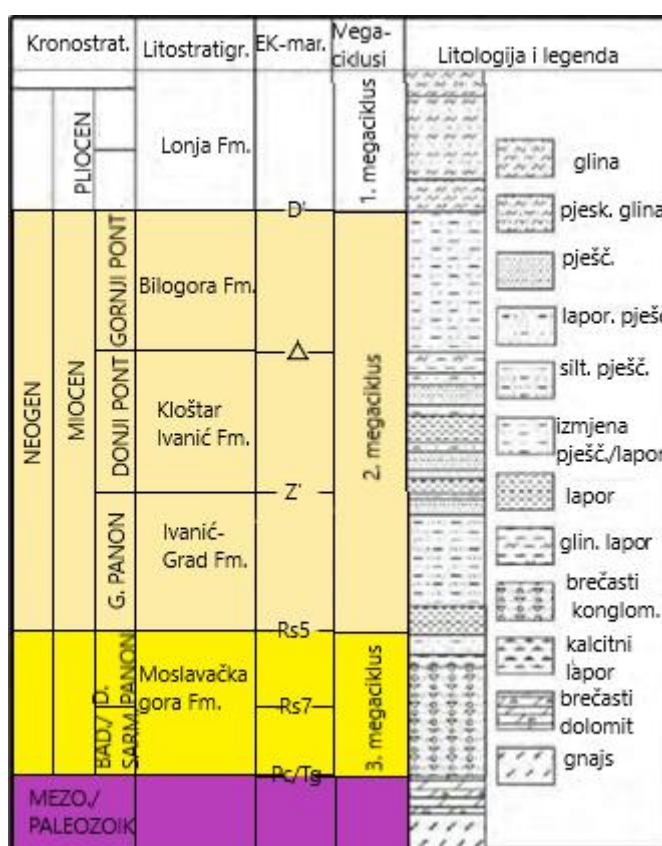 Kronostrat.
Litostratigr.
EK-mar.
Mega-
ciklusi
Litologija i legenda
PLIOCEN
Lonja Fm.
1. megaciklus
D'
NEOGEN
MIOCEN
GORNJI PONT
Bilogora Fm.
2. megaciklus
Δ
DONJI PONT
Kloštar
Ivanić Fm.
Z'
G. PANON
Ivanić-
Grad Fm.
Rs5
BAD./ D.
SARM. PANON
Moslavačka
gora Fm.
Rs7
3. megaciklus
Pc/Tg
MEZO./
PALEOZOIK
glina
pjesk. glina
pješč.
lapor. pješč
silt. pješč.
izmjena
pješč./lapor
lapor
glin. lapor
brečasti
konglom.
kalcitni
lapor
brečasti
dolomit
gnajs